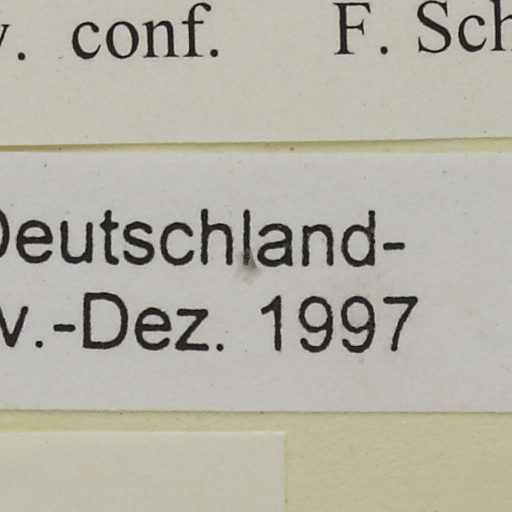 v. conf. F. Sch
Deutschland-
v.-Dez. 1997